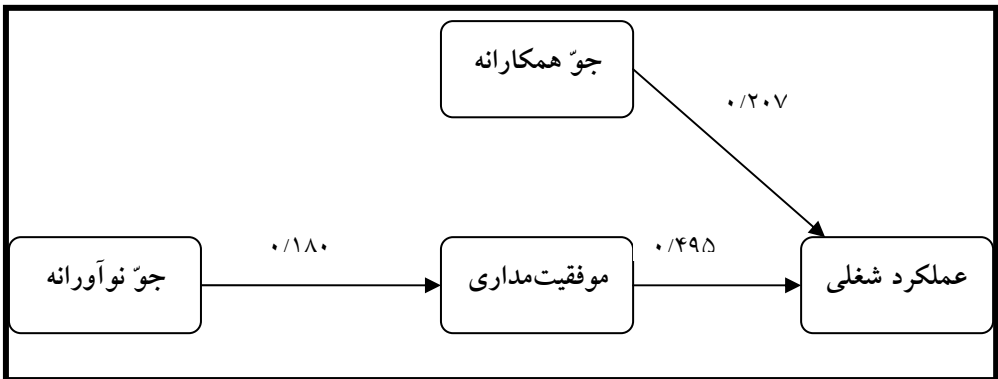 جوّ همکارانه
۰/۲۰۷
۰/۱۸۰
۰/۴۹۵
عملکرد شغلی
موفقیت‌مداری
جوّ نوآورانه